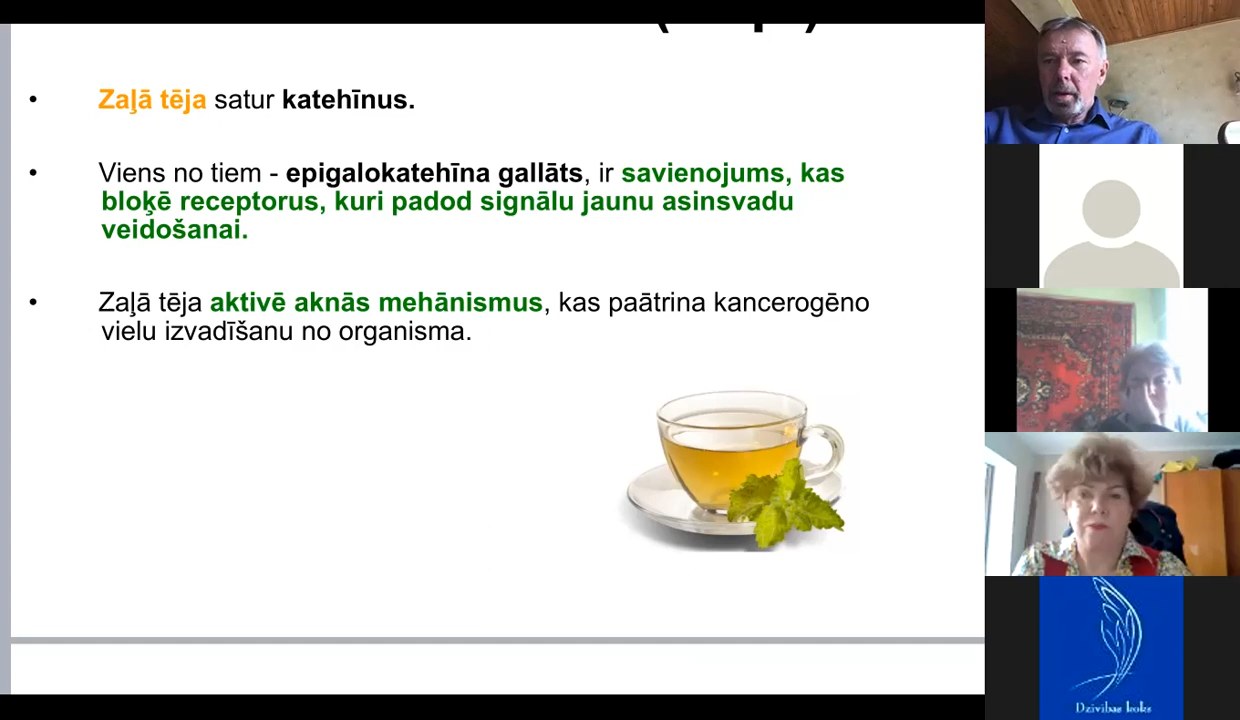 Zaļā tēja satur katehīnus.
Viens no tiem - epigalokatehīna gallāts, ir savienojums, kas
bloķē receptorus, kuri padod signālu jaunu asinsvadu
veidošanai.
Zaļā tēja aktivē aknās mehānismus, kas paātrina kancerogēno
vielu izvadīšanu no organisma.
Dzīvības koks